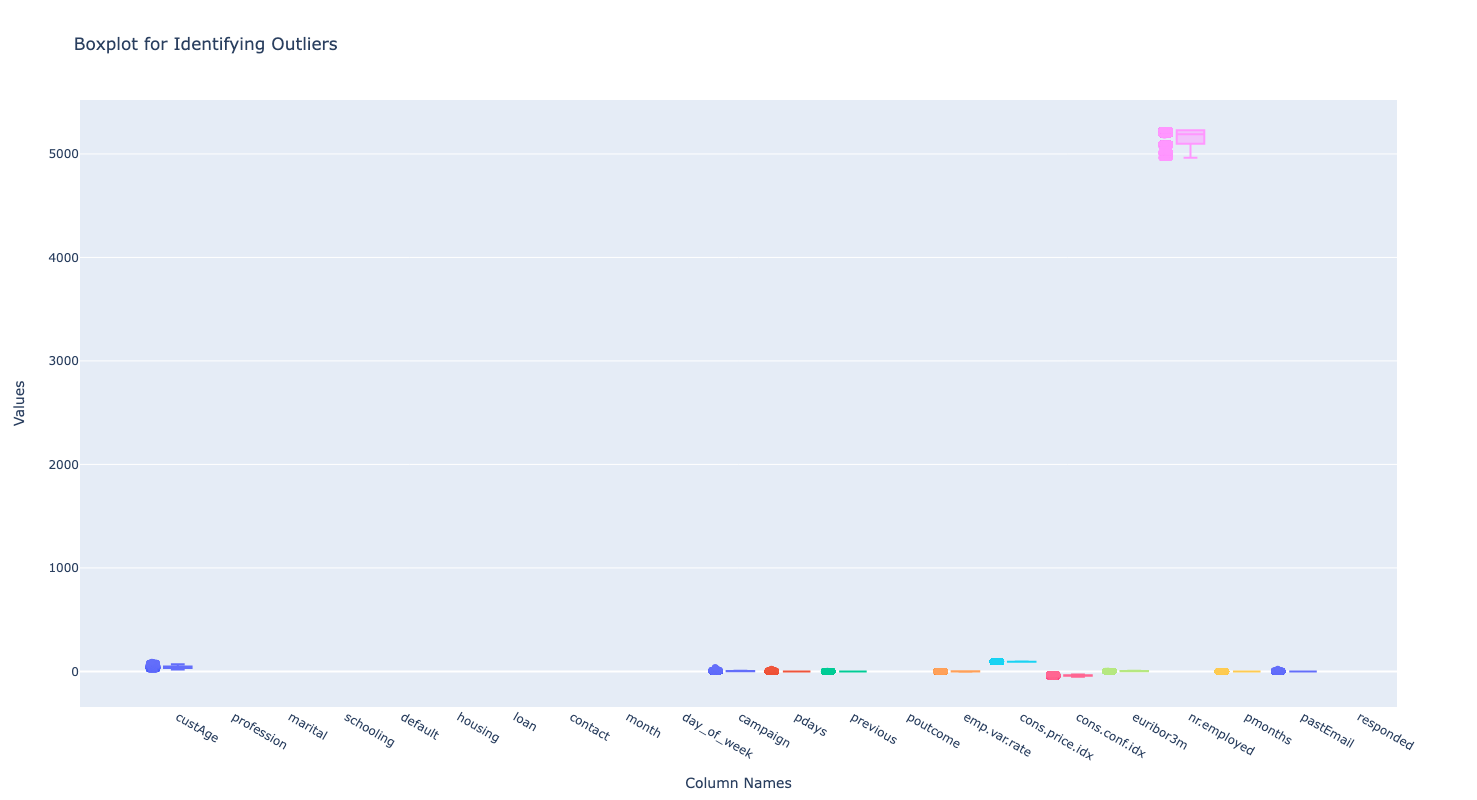 Boxplot for Identifying Outliers
5000
4000
3000
2000
1000
0
Values
custAge
profession
marital
schooling
default
housing
loan
contact
month
day_of_week
campaign
pdays
previous
poutcome
emp.var.rate
cons.price.idx
cons.conf.idx
euribor3m
nr.employed
pmonths
pastEmail
responded
Column Names